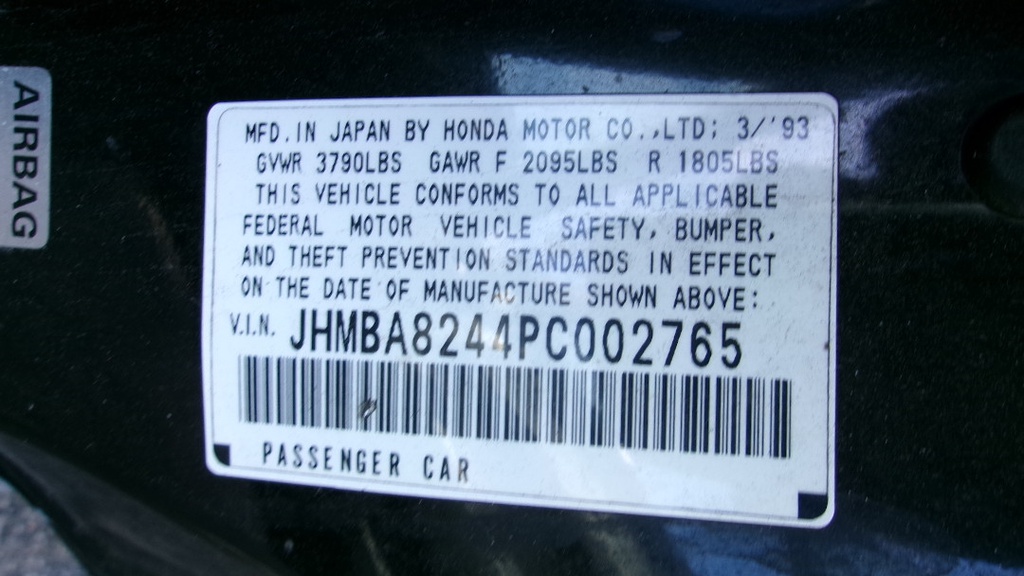 AIRBAG
MFD. IN JAPAN BY HONDA MOTOR CO., LTD: 3/'93
GVWR 3790LBS GAWR F 2095LBS R 1805LBS
THIS VEHICLE CONFORMS TO ALL APPLICABLE
FEDERAL MOTOR VEHICLE SAFETY, BUMPER,
AND THEFT PREVENTION STANDARDS IN EFFECT
ON THE DATE OF MANUFACTURE SHOWN ABOVE:
V.I.N. JHMBA8244PC002765
PASSENGER CAR